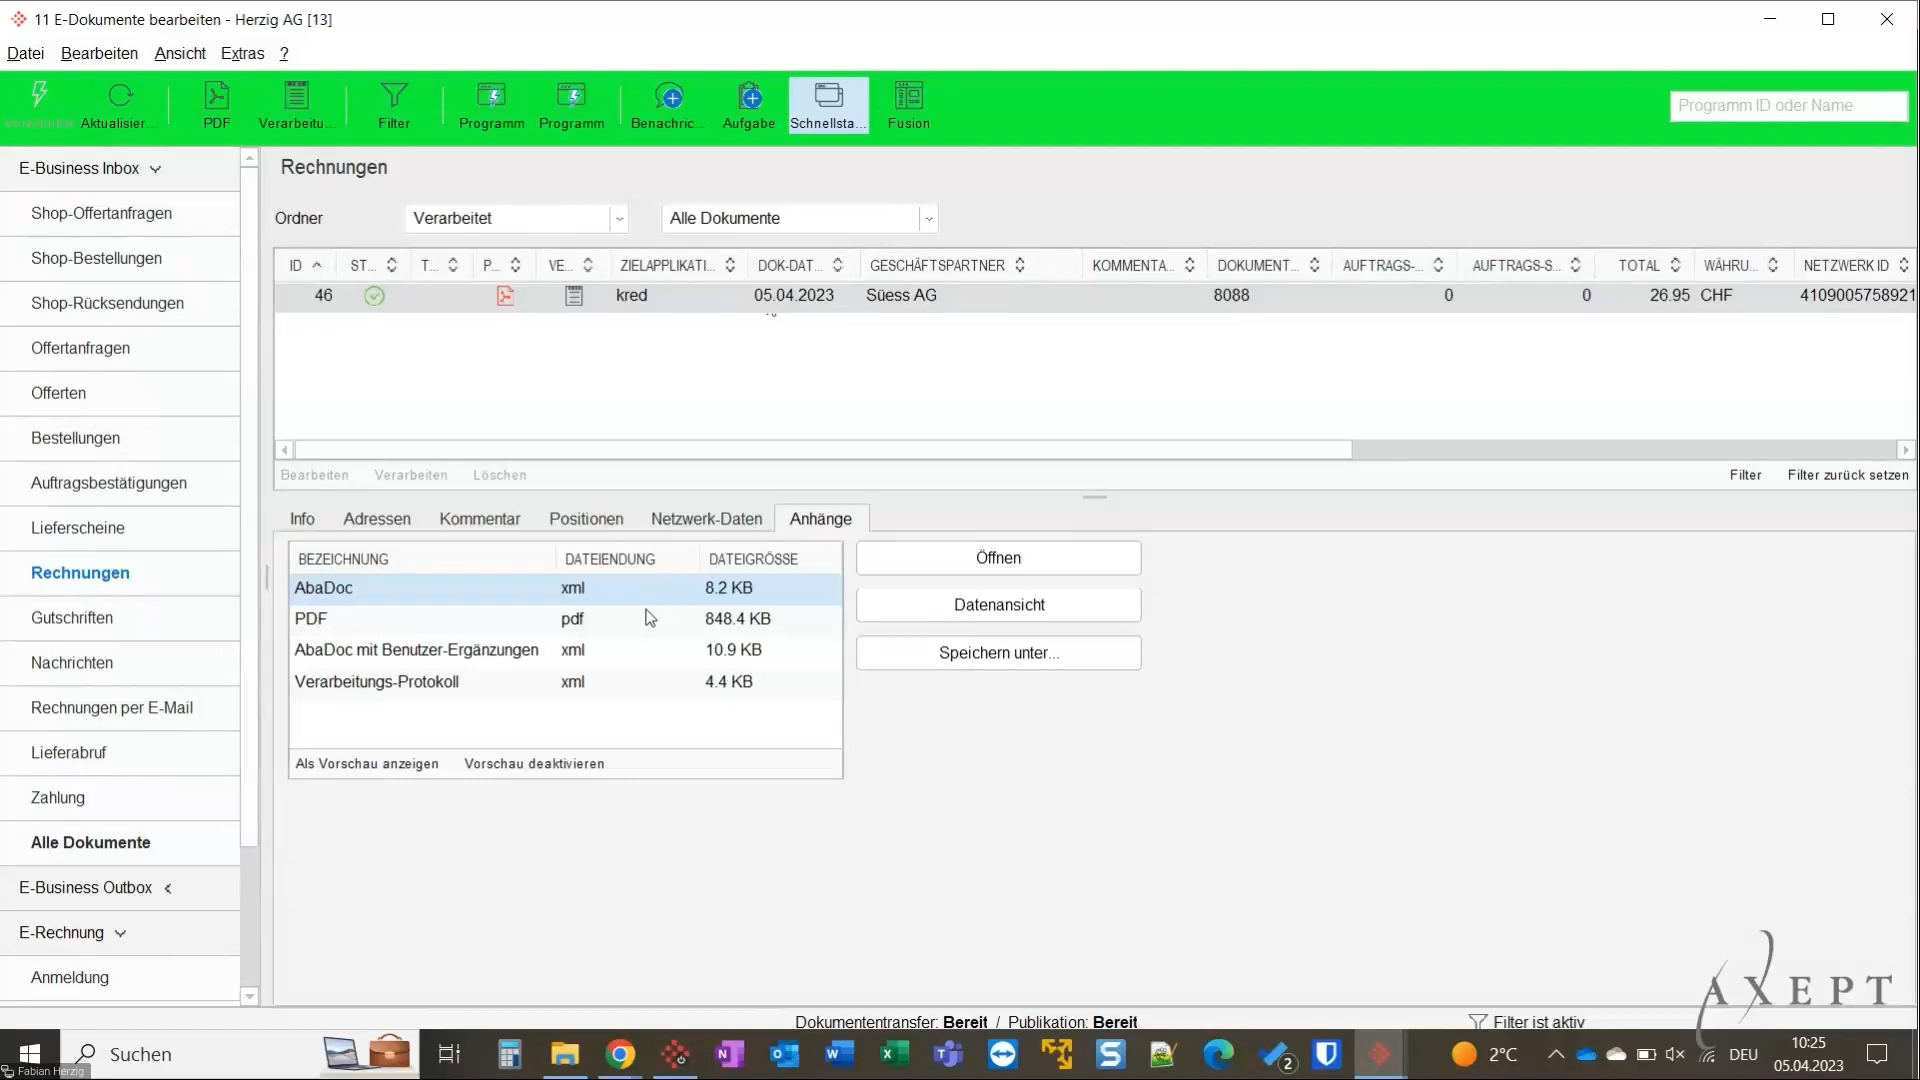 11 E-Dokumente bearbeiten - Herzig AG [13]
Datei Bearbeiten Ansicht Extras ?
Aktualisier... PDF Verarbeitu... Filter Programm Programm Benachric... Aufgabe Schnellsta... Fusion Programm ID oder Name
E-Business Inbox
Shop-Offertanfragen
Shop-Bestellungen
Shop-Rücksendungen
Offertanfragen
Offerten
Bestellungen
Auftragsbestätigungen
Lieferscheine
Rechnungen
Gutschriften
Nachrichten
Rechnungen per E-Mail
Lieferabruf
Zahlung
Alle Dokumente
E-Business Outbox
E-Rechnung
Anmeldung
Rechnungen
Ordner Verarbeitet Alle Dokumente
ID ST... T... P... VE... ZIELAPPLIKATI... DOK-DAT... GESCHÄFTSPARTNER KOMMENTA... DOKUMENT... AUFTRAGS-... AUFTRAGS-S... TOTAL WÄHRU... NETZWERK ID
46 kred 05.04.2023 Süess AG 8088 0 0 26.95 CHF 4109005758921
Bearbeiten Verarbeiten Löschen Filter Filter zurück setzen
Info Adressen Kommentar Positionen Netzwerk-Daten Anhänge
BEZEICHNUNG DATEIENDUNG DATEIGRÖSSE
AbaDoc xml 8.2 KB
PDF pdf 848.4 KB
AbaDoc mit Benutzer-Ergänzungen xml 10.9 KB
Verarbeitungs-Protokoll xml 4.4 KB
Als Vorschau anzeigen Vorschau deaktivieren
Öffnen
Datenansicht
Speichern unter...
AXEPT
Dokumententransfer: Bereit / Publikation: Bereit Filter ist aktiv
Suchen 2 2°C DEU 10:25
05.04.2023
Fabian Herzig